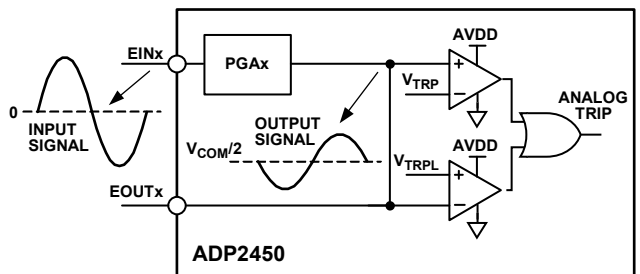 AVDD
EINx
PGAx
+
V_TRP
−
ANALOG
TRIP
0
INPUT
SIGNAL
OUTPUT
SIGNAL
V_COM/2
AVDD
V_TRPL
+
EOUTx
−
ADP2450